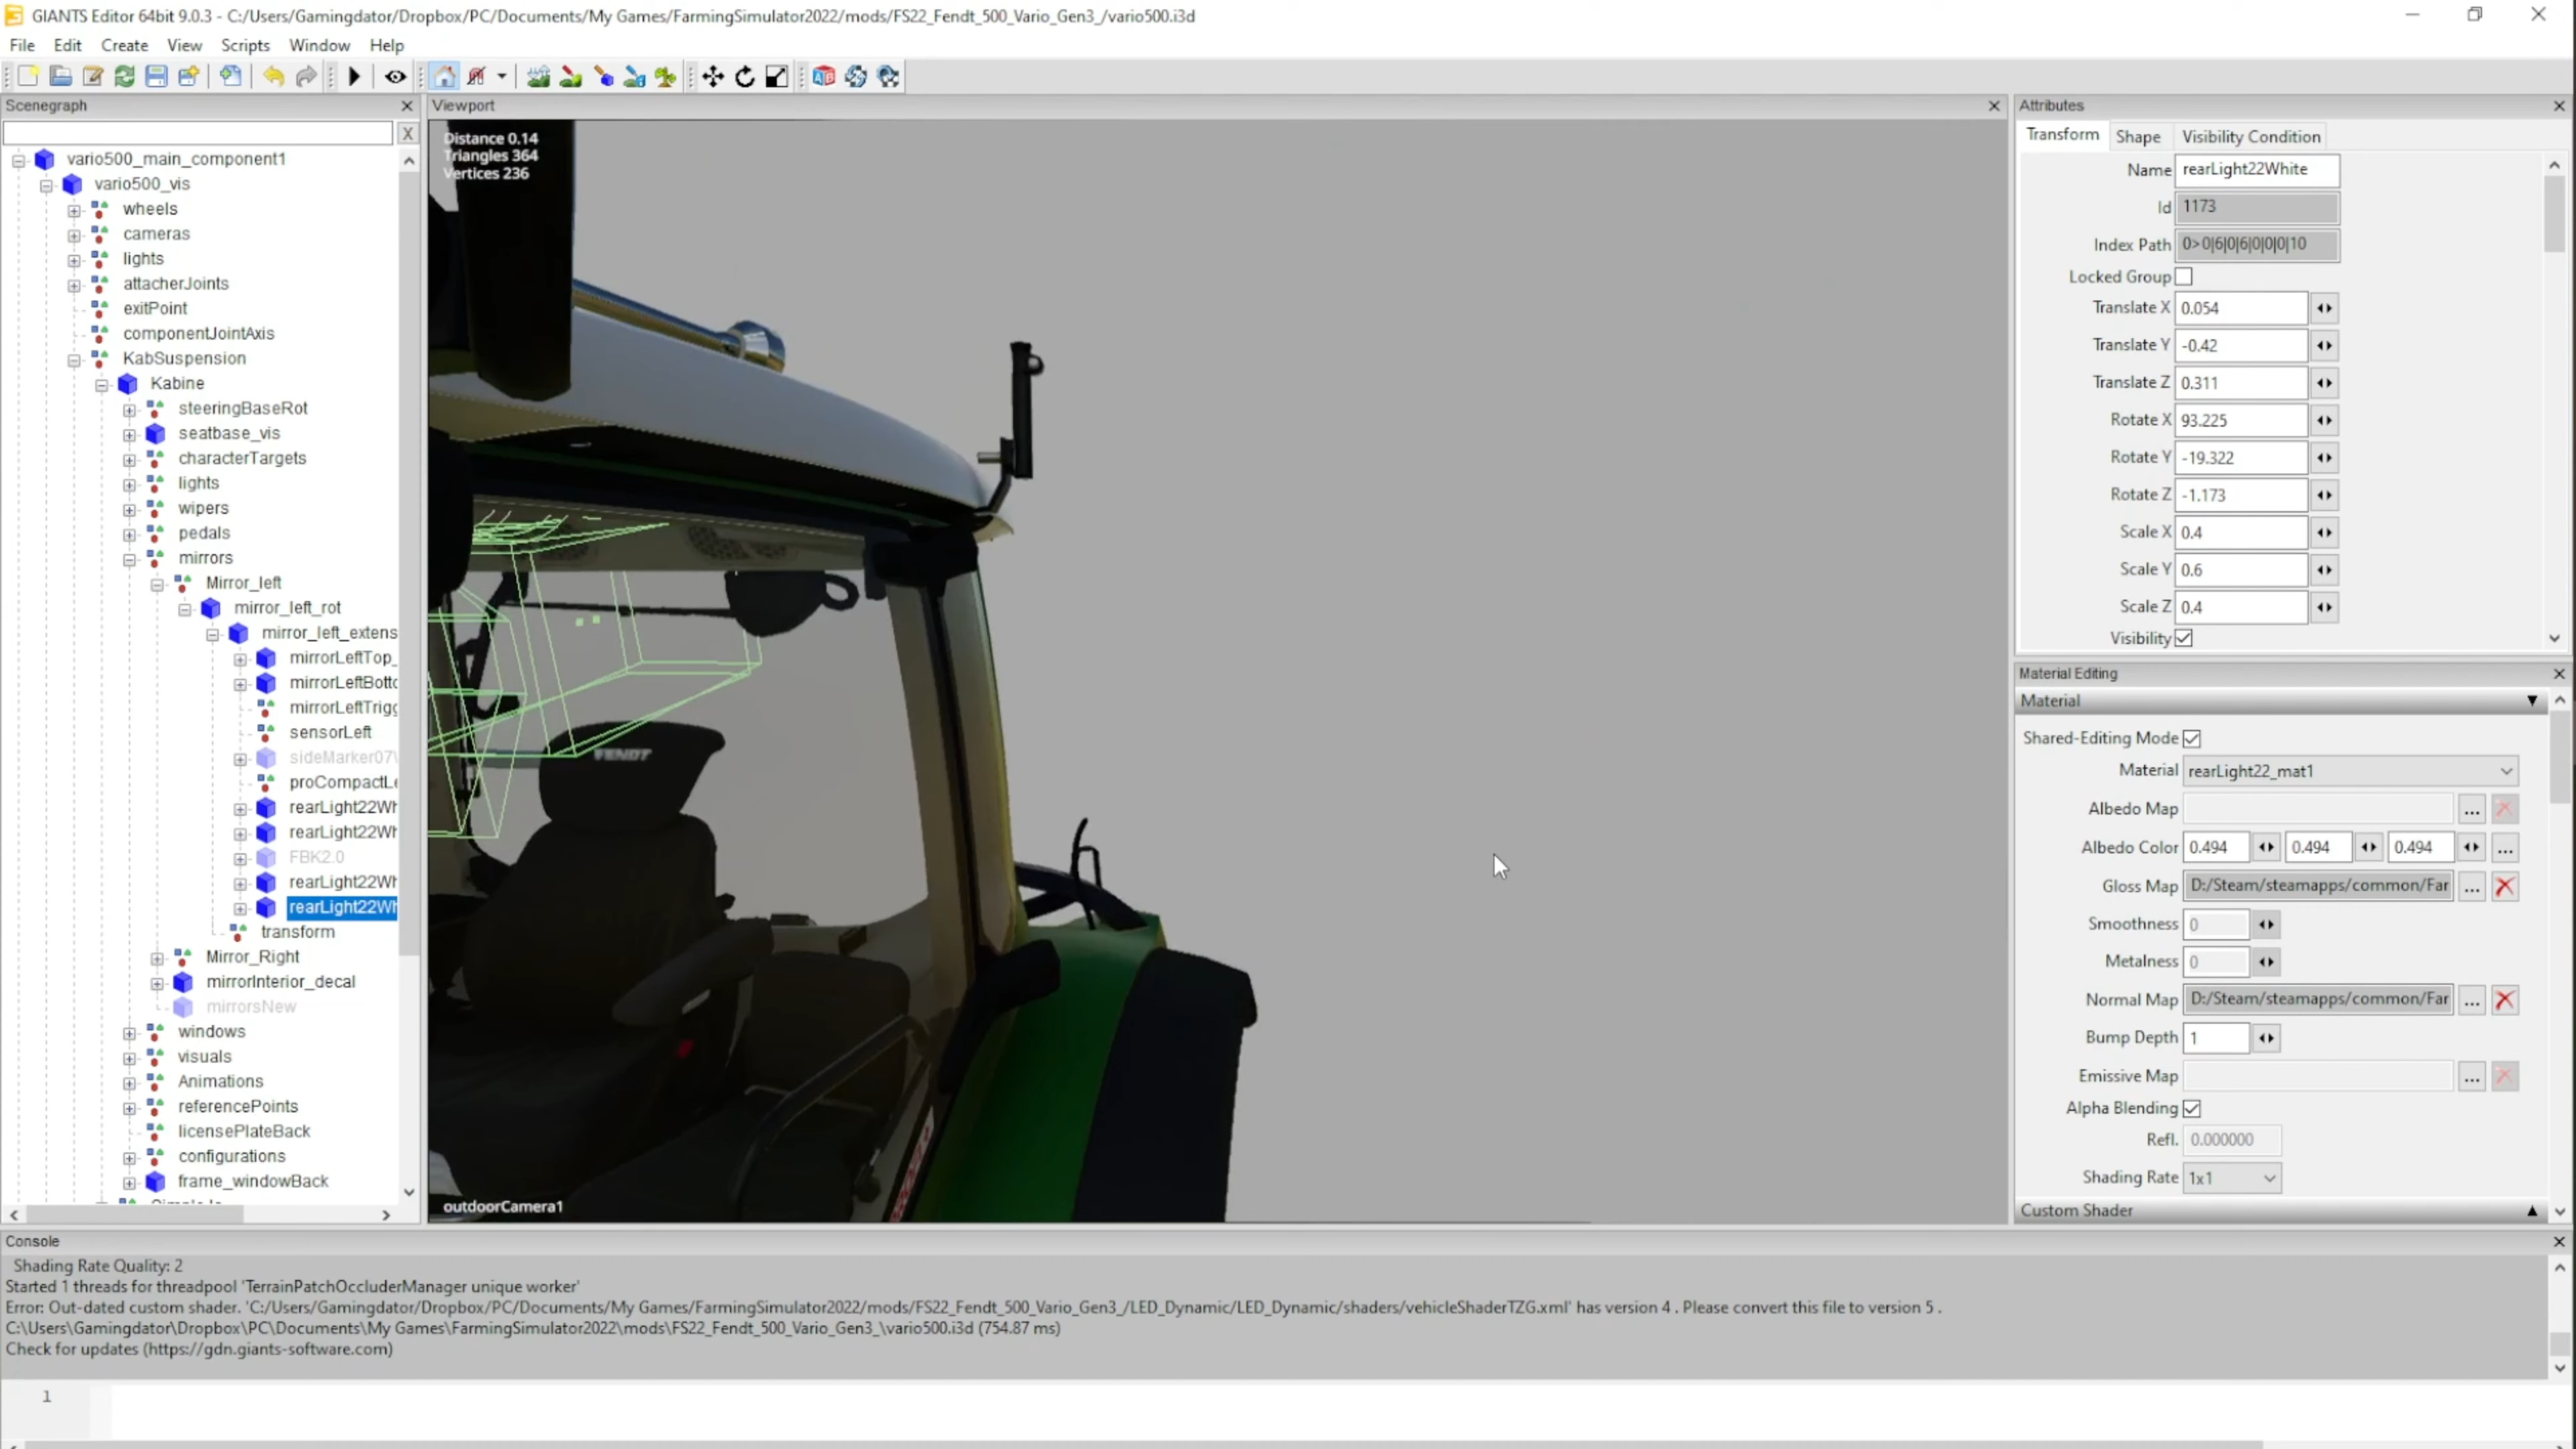 GIANTS Editor 64bit 9.0.3 - C:/Users/Gamingdator/Dropbox/PC/Documents/My Games/FarmingSimulator2022/mods/FS22_Fendt_500_Vario_Gen3_/vario500.i3d
File Edit Create View Scripts Window Help
Scenegraph
X
vario500_main_component1
vario500_vis
wheels
cameras
lights
attacherJoints
exitPoint
componentJointAxis
KabSuspension
Kabine
steeringBaseRot
seatbase_vis
characterTargets
lights
wipers
pedals
mirrors
Mirror_left
mirror_left_rot
mirror_left_extens
mirrorLeftTop_
mirrorLeftBott
mirrorLeftTrigg
sensorLeft
sideMarker07
proCompactLe
rearLight22Wh
rearLight22Wh
FBK2.0
rearLight22Wh
rearLight22Wh
transform
Mirror_Right
mirrorInterior_decal
mirrorsNew
windows
visuals
Animations
referencePoints
licensePlateBack
configurations
frame_windowBack
Viewport
Distance 0.14
Triangles 364
Vertices 236
FENDT
outdoorCamera1
Attributes
Transform Shape Visibility Condition
Name rearLight22White
Id 1173
Index Path 0>0|6|0|6|0|0|0|10
Locked Group
Translate X 0.054
Translate Y -0.42
Translate Z 0.311
Rotate X 93.225
Rotate Y -19.322
Rotate Z -1.173
Scale X 0.4
Scale Y 0.6
Scale Z 0.4
Visibility
Material Editing
Material
Shared-Editing Mode
Material rearLight22_mat1
Albedo Map ...
Albedo Color 0.494 0.494 0.494 ...
Gloss Map D:/Steam/steamapps/common/Far ...
Smoothness 0
Metalness 0
Normal Map D:/Steam/steamapps/common/Far ...
Bump Depth 1
Emissive Map ...
Alpha Blending
Refl. 0.000000
Shading Rate 1x1
Custom Shader
Console
Shading Rate Quality: 2
Started 1 threads for threadpool 'TerrainPatchOccluderManager unique worker'
Error: Out-dated custom shader. 'C:/Users/Gamingdator/Dropbox/PC/Documents/My Games/FarmingSimulator2022/mods/FS22_Fendt_500_Vario_Gen3_/LED_Dynamic/LED_Dynamic/shaders/vehicleShaderTZG.xml' has version 4 . Please convert this file to version 5 .
C:\Users\Gamingdator\Dropbox\PC\Documents\My Games\FarmingSimulator2022\mods\FS22_Fendt_500_Vario_Gen3_\vario500.i3d (754.87 ms)
Check for updates (https://gdn.giants-software.com)
1